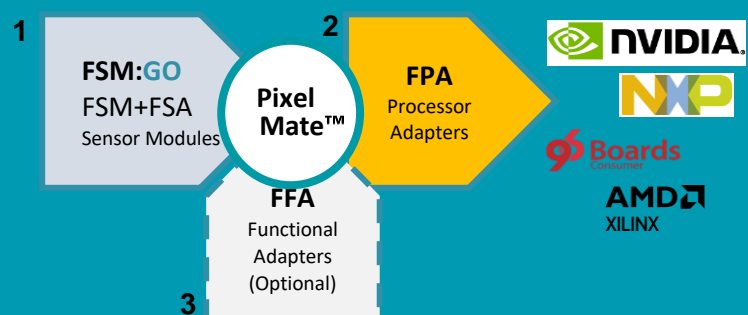 1
FSM:GO
FSM+FSA
Sensor Modules
Pixel
Mate™
2
FPA
Processor
Adapters
FFA
Functional
Adapters
(Optional)
3
NVIDIA.
NXP
96Boards
Consumer
AMD
XILINX